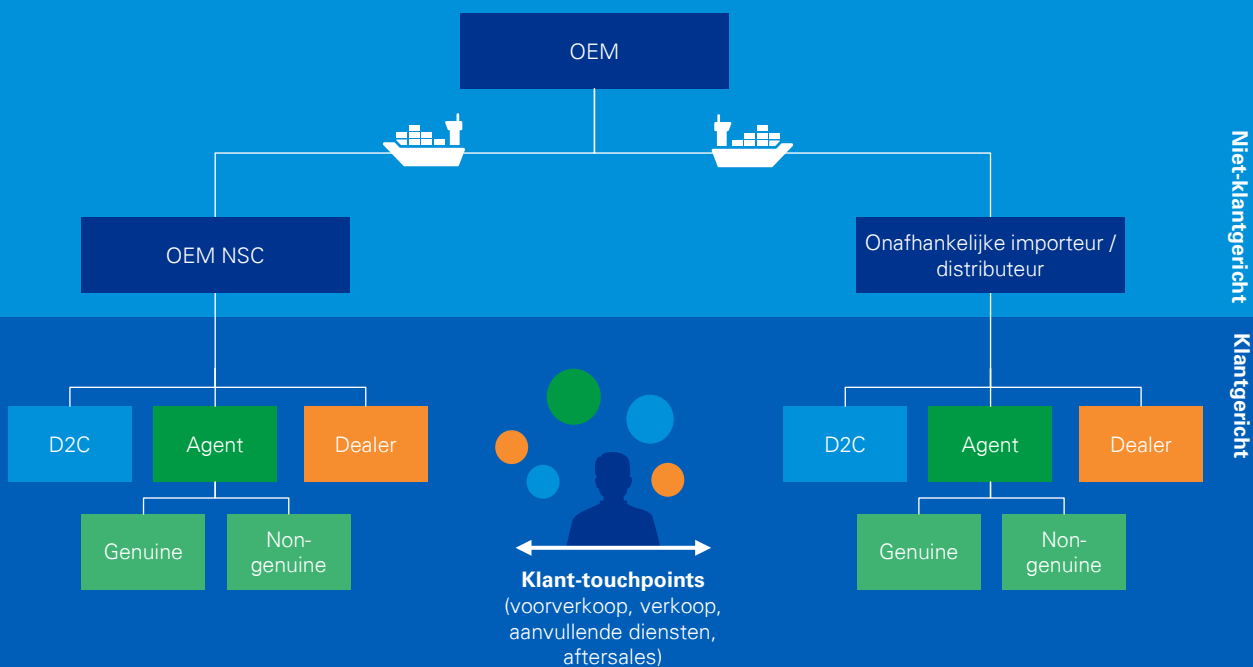 OEM
Niet-klantgericht
OEM NSC
Onafhankelijke importeur /
distributeur
Klantgericht
D2C
Agent
Dealer
Genuine
Non-
genuine
Klant-touchpoints
(voorverkoop, verkoop,
aanvullende diensten,
aftersales)
D2C
Agent
Dealer
Genuine
Non-
genuine